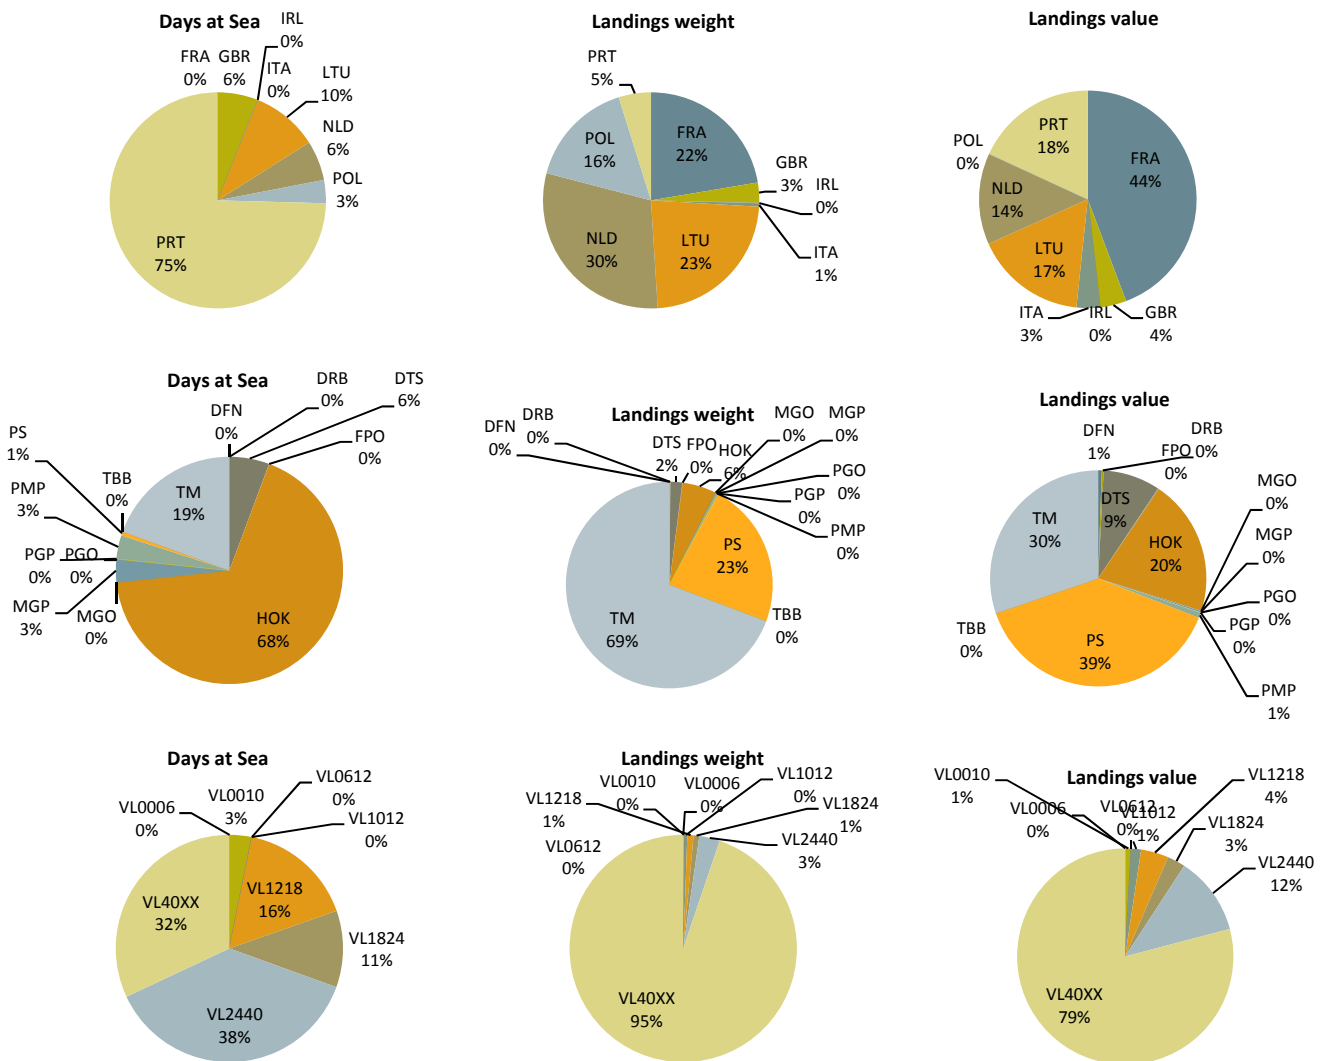 Days at Sea
IRL
0%
FRA
0%
GBR
6%
ITA
0%
LTU
10%
NLD
6%
POL
3%
PRT
75%
Landings weight
PRT
5%
POL
16%
FRA
22%
GBR
3%
IRL
0%
ITA
1%
LTU
23%
NLD
30%
Landings value
PRT
18%
POL
0%
NLD
14%
LTU
17%
FRA
44%
ITA
3%
IRL
0%
GBR
4%
Days at Sea
DFN
0%
DRB
0%
DTS
6%
FPO
0%
PS
1%
TBB
0%
PMP
3%
TM
19%
PGP
0%
PGO
0%
MGP
3%
MGO
0%
HOK
68%
Landings weight
DFN
0%
DRB
0%
DTS
2%
FPO
0%
HOK
6%
MGO
0%
MGP
0%
PGO
0%
PGP
0%
PMP
0%
PS
23%
TBB
0%
TM
69%
Landings value
DFN
1%
DRB
0%
FPO
0%
DTS
9%
HOK
20%
MGO
0%
MGP
0%
PGO
0%
PGP
0%
PMP
1%
TM
30%
TBB
0%
PS
39%
Days at Sea
VL0006
0%
VL0010
3%
VL0612
0%
VL1012
0%
VL1218
16%
VL1824
11%
VL2440
38%
VL40XX
32%
Landings weight
VL1218
1%
VL0010
0%
VL0006
0%
VL1012
0%
VL1824
1%
VL0612
0%
VL2440
3%
VL40XX
95%
Landings value
VL0010
1%
VL0006
0%
VL0612
0%
VL1012
1%
VL1218
4%
VL1824
3%
VL2440
12%
VL40XX
79%